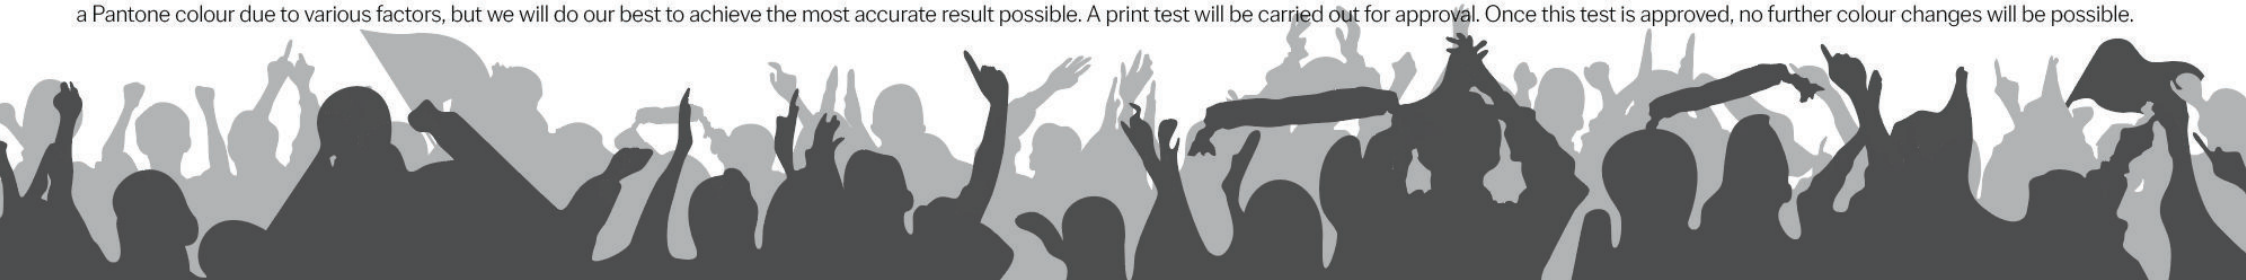 a Pantone colour due to various factors, but we will do our best to achieve the most accurate result possible. A print test will be carried out for approval. Once this test is approved, no further colour changes will be possible.